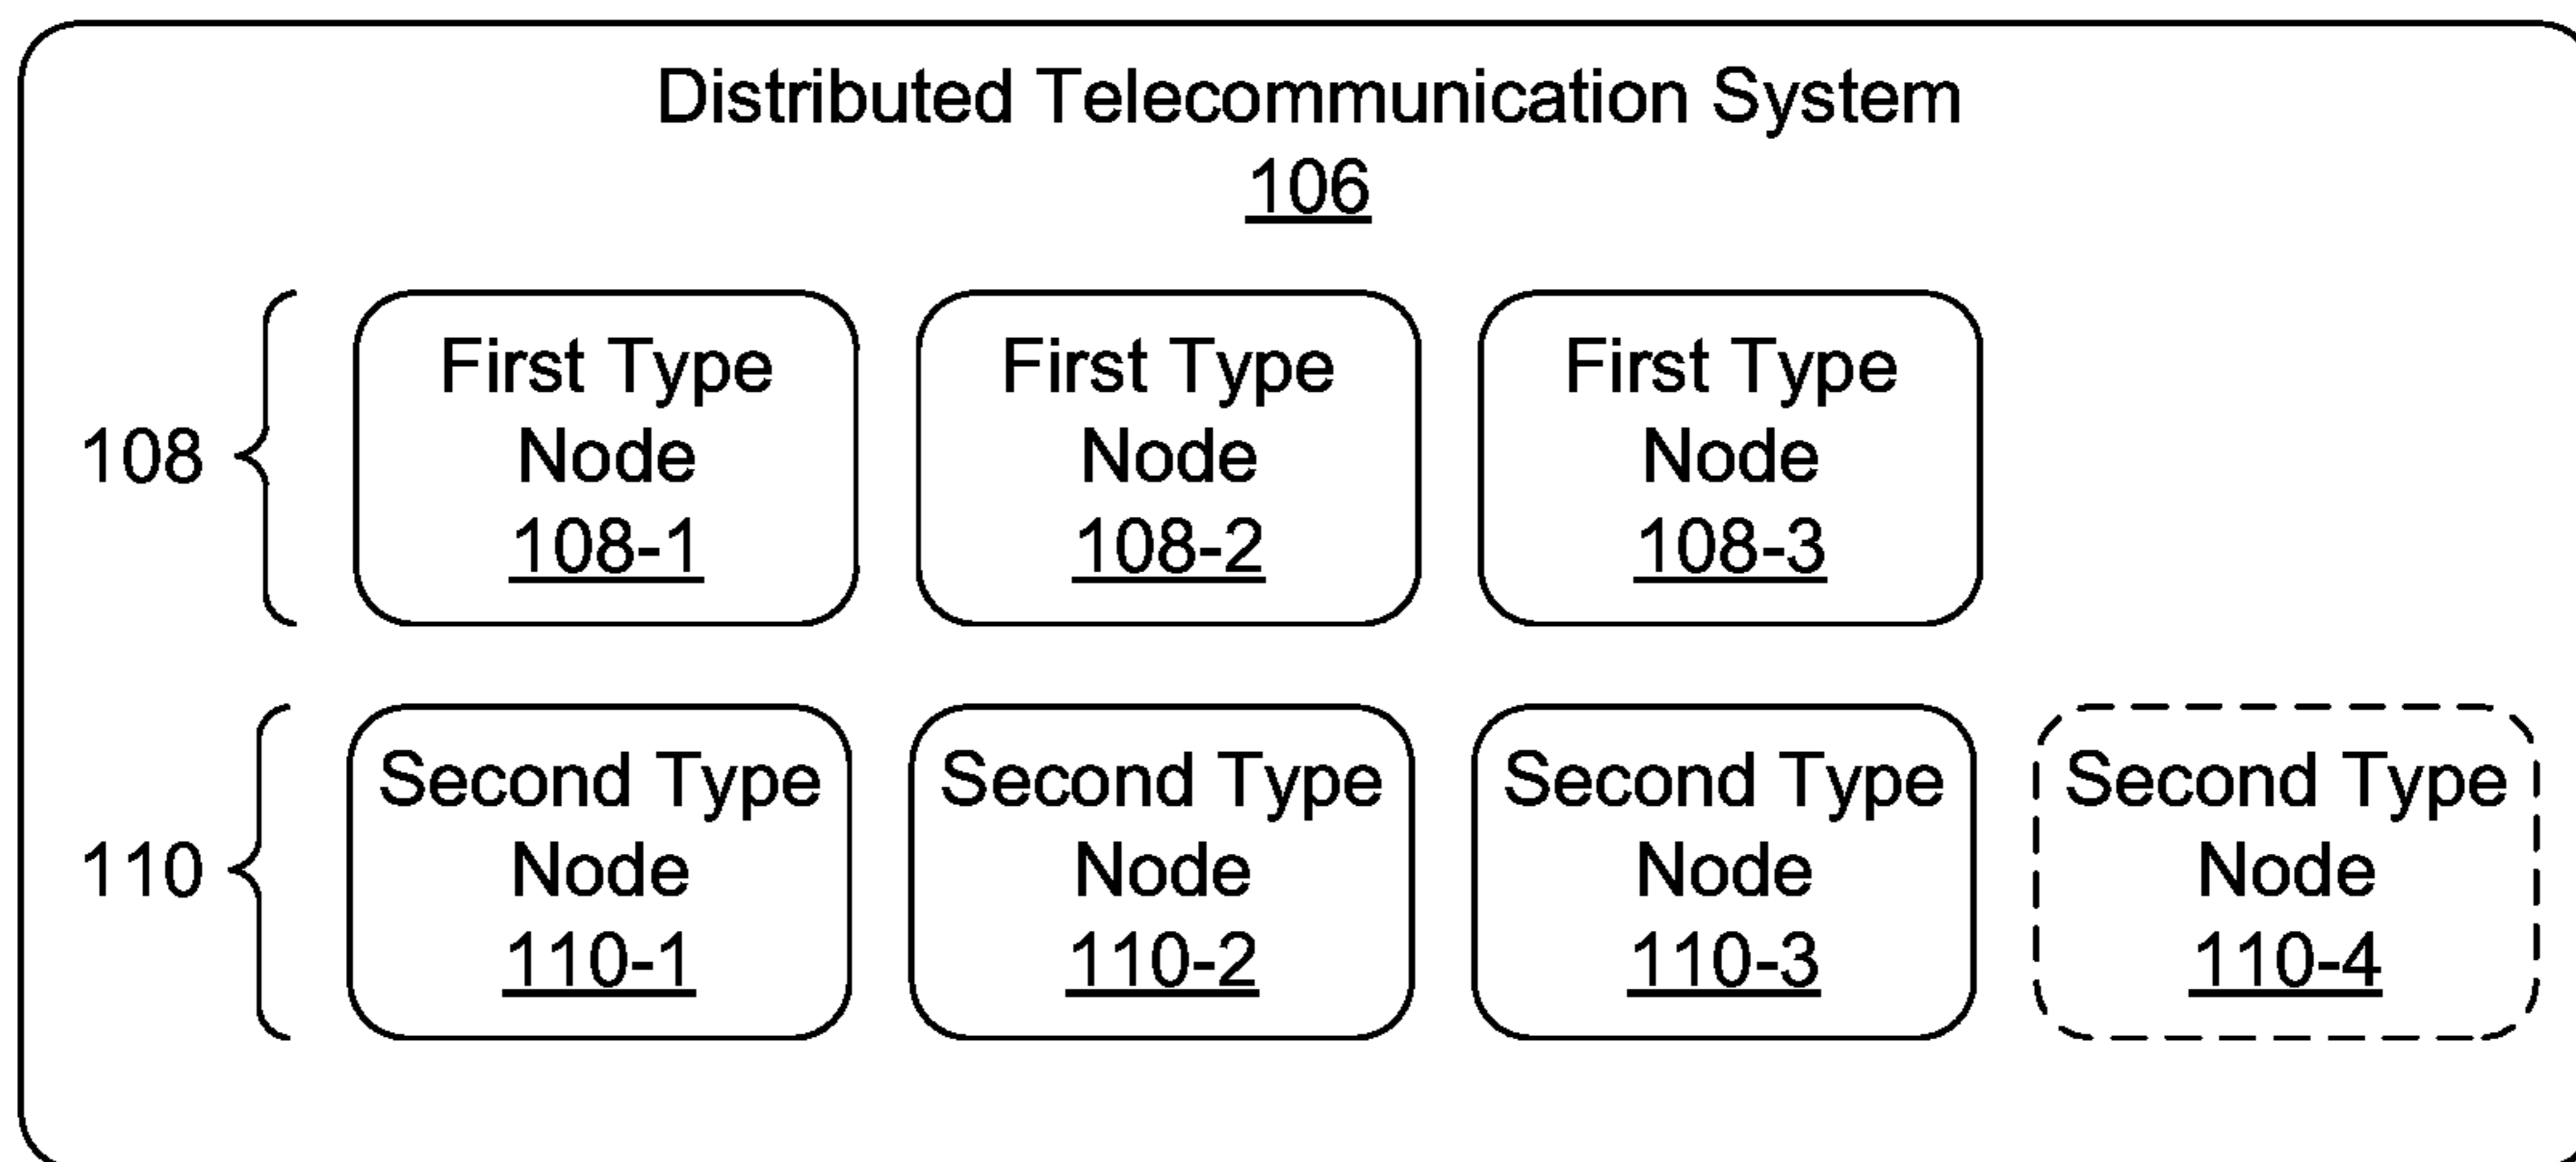 Distributed Telecommunication System
106
108
First Type
Node
108-1
First Type
Node
108-2
First Type
Node
108-3
110
Second Type
Node
110-1
Second Type
Node
110-2
Second Type
Node
110-3
Second Type
Node
110-4